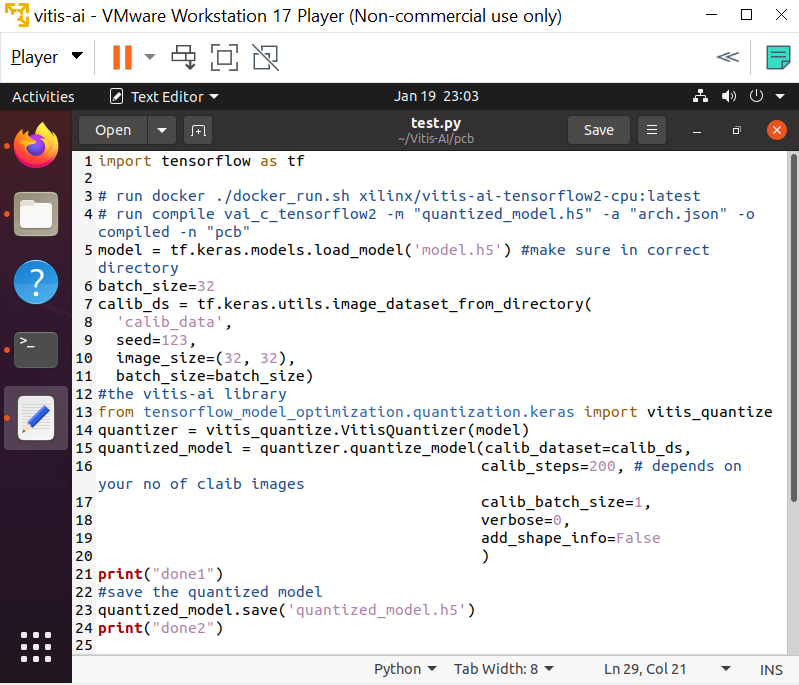 vitis-ai - VMware Workstation 17 Player (Non-commercial use only)
Player
Activities Text Editor Jan 19 23:03
Open test.py Save
~/Vitis-AI/pcb
1 import tensorflow as tf
2
3 # run docker ./docker_run.sh xilinx/vitis-ai-tensorflow2-cpu:latest
4 # run compile vai_c_tensorflow2 -m "quantized_model.h5" -a "arch.json" -o
compiled -n "pcb"
5 model = tf.keras.models.load_model('model.h5') #make sure in correct
directory
6 batch_size=32
7 calib_ds = tf.keras.utils.image_dataset_from_directory(
8   'calib_data',
9   seed=123,
10   image_size=(32, 32),
11   batch_size=batch_size)
12 #the vitis-ai library
13 from tensorflow_model_optimization.quantization.keras import vitis_quantize
14 quantizer = vitis_quantize.VitisQuantizer(model)
15 quantized_model = quantizer.quantize_model(calib_dataset=calib_ds,
16                                            calib_steps=200, # depends on
your no of claib images
17                                            calib_batch_size=1,
18                                            verbose=0,
19                                            add_shape_info=False
20                                            )
21 print("done1")
22 #save the quantized model
23 quantized_model.save('quantized_model.h5')
24 print("done2")
25
Python Tab Width: 8 Ln 29, Col 21 INS